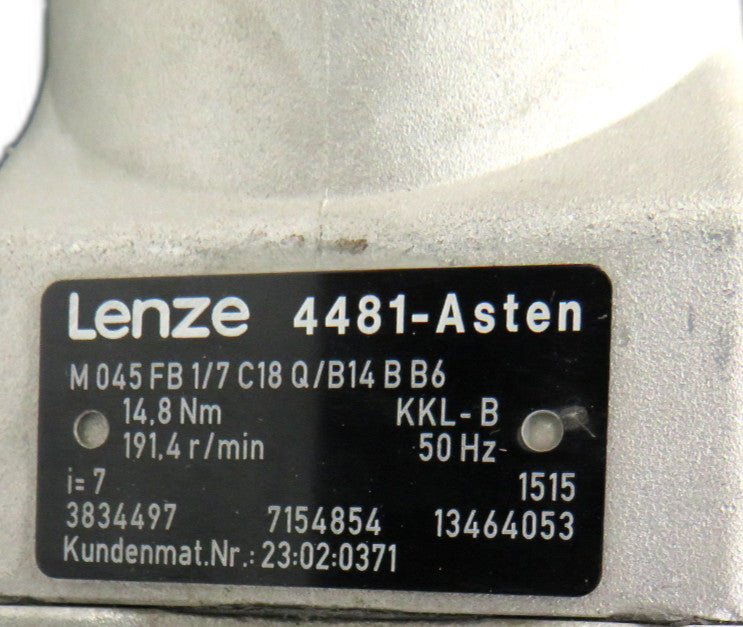 Lenze 4481-Asten
M 045 FB 1/7 C18 Q/B14 B B6
14,8 Nm KKL-B
191,4 r/min 50 Hz
i= 7 1515
3834497 7154854 13464053
Kundenmat.Nr.: 23:02:0371